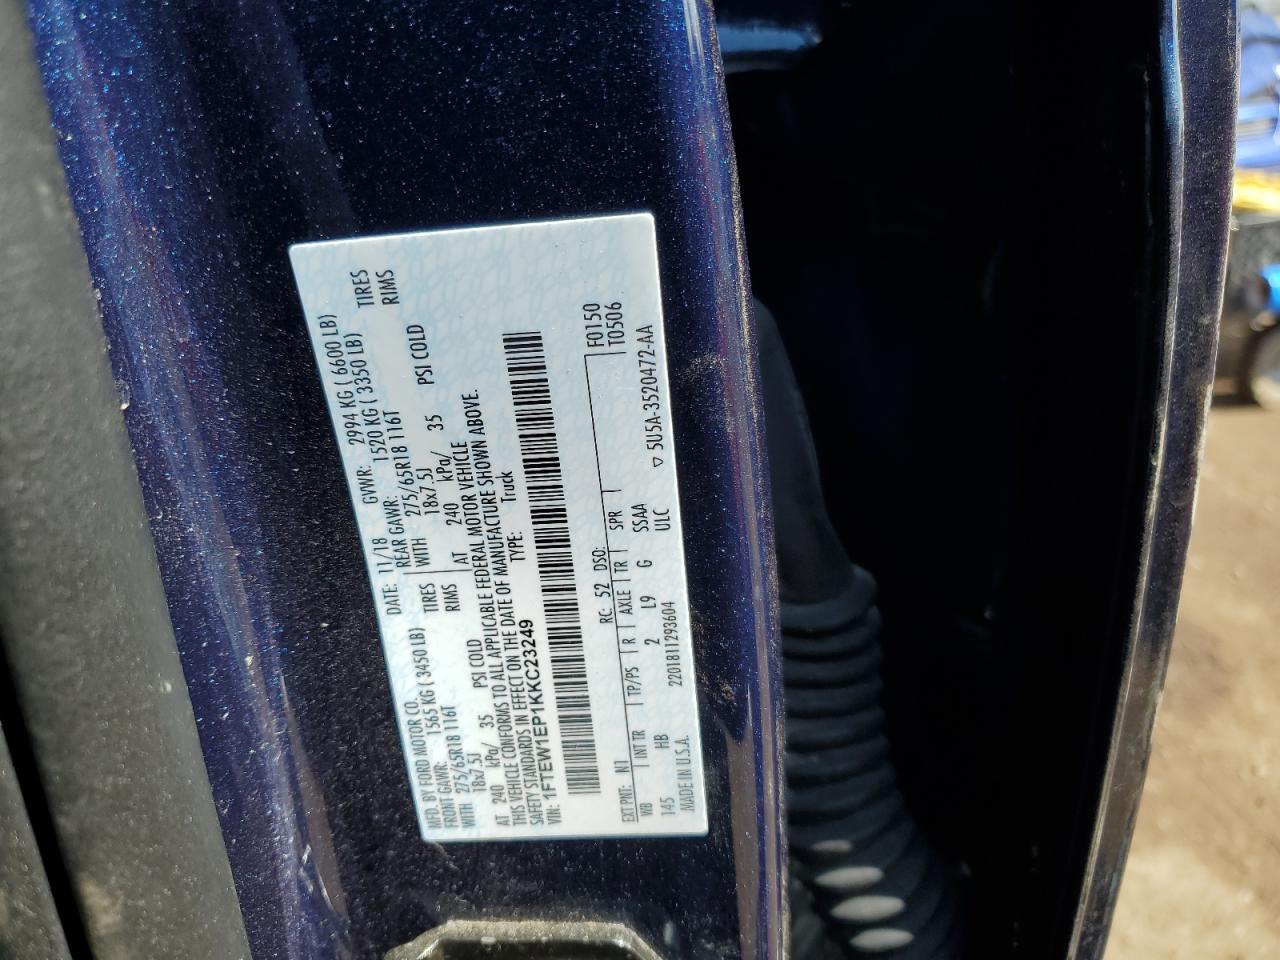 MFD. BY FORD MOTOR CO. DATE: 11/18 GVWR: 2994 KG ( 6600 LB)
FRONT GAWR: 1565 KG ( 3450 LB) REAR GAWR: 1520 KG ( 3350 LB)
WITH 275/65R18 116T TIRES WITH 275/65R18 116T TIRES
18x7.5J RIMS 18x7.5J RIMS
AT 240 kPa/ 35 PSI COLD AT 240 kPa/ 35 PSI COLD
THIS VEHICLE CONFORMS TO ALL APPLICABLE FEDERAL MOTOR VEHICLE
SAFETY STANDARDS IN EFFECT ON THE DATE OF MANUFACTURE SHOWN ABOVE.
VIN: 1FTEW1EP1KKC23249 TYPE: Truck
F0150
T0506
EXT PNT: N1 RC: 52 DSO:
WB INT TR TP/PS R AXLE TR SPR
145 HB 2 L9 G SSAA
MADE IN U.S.A. 2201811293604 ULC ▽ 5U5A-3520472-AA